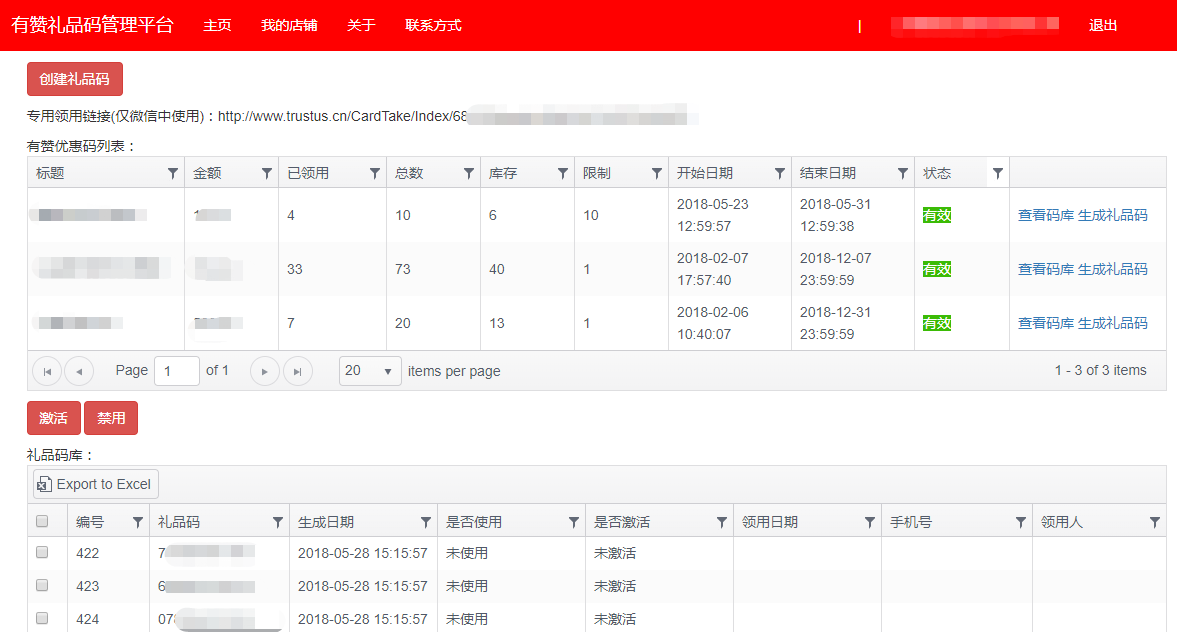 有赞礼品码管理平台 主页 我的店铺 关于 联系方式 | 退出
创建礼品码
专用领用链接(仅微信中使用)：http://www.trustus.cn/CardTake/Index/68
有赞优惠码列表：
标题 金额 已领用 总数 库存 限制 开始日期 结束日期 状态
4 10 6 10 2018-05-23 12:59:57 2018-05-31 12:59:38 有效 查看码库 生成礼品码
33 73 40 1 2018-02-07 17:57:40 2018-12-07 23:59:59 有效 查看码库 生成礼品码
7 20 13 1 2018-02-06 10:40:07 2018-12-31 23:59:59 有效 查看码库 生成礼品码
Page 1 of 1 20 items per page 1 - 3 of 3 items
激活 禁用
礼品码库：
Export to Excel
编号 礼品码 生成日期 是否使用 是否激活 领用日期 手机号 领用人
422 7 2018-05-28 15:15:57 未使用 未激活
423 6 2018-05-28 15:15:57 未使用 未激活
424 07 2018-05-28 15:15:57 未使用 未激活